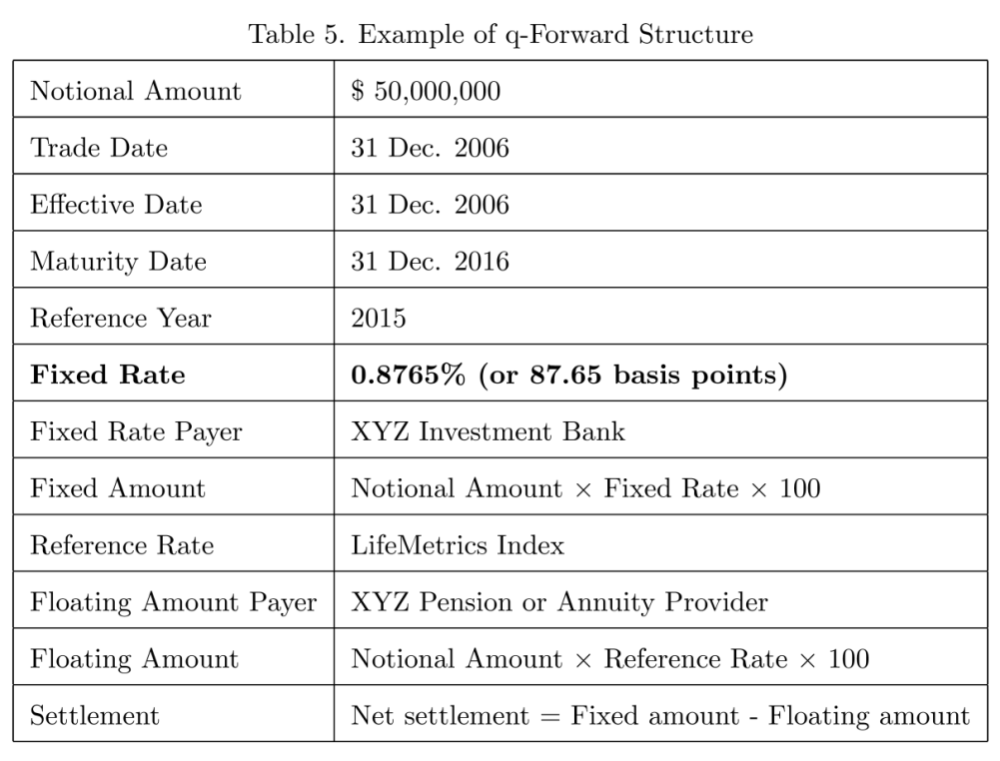 Table 5. Example of q-Forward Structure
Notional Amount $ 50,000,000
Trade Date 31 Dec. 2006
Effective Date 31 Dec. 2006
Maturity Date 31 Dec. 2016
Reference Year 2015
Fixed Rate 0.8765% (or 87.65 basis points)
Fixed Rate Payer XYZ Investment Bank
Fixed Amount Notional Amount × Fixed Rate × 100
Reference Rate LifeMetrics Index
Floating Amount Payer XYZ Pension or Annuity Provider
Floating Amount Notional Amount × Reference Rate × 100
Settlement Net settlement = Fixed amount - Floating amount